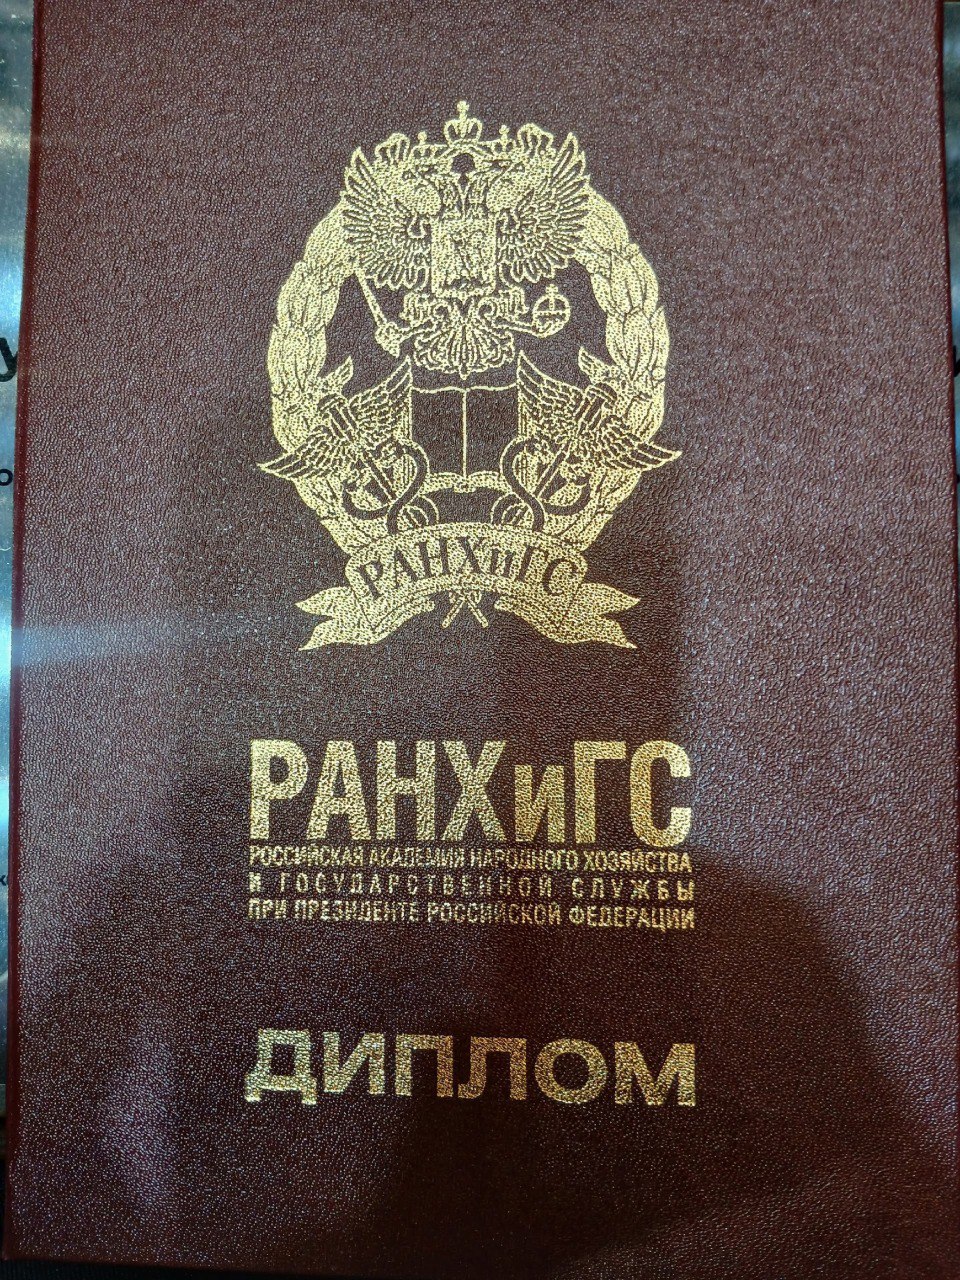 РАНХиГС
РАНХиГС
РОССИЙСКАЯ АКАДЕМИЯ НАРОДНОГО ХОЗЯЙСТВА
И ГОСУДАРСТВЕННОЙ СЛУЖБЫ
ПРИ ПРЕЗИДЕНТЕ РОССИЙСКОЙ ФЕДЕРАЦИИ
ДИПЛОМ